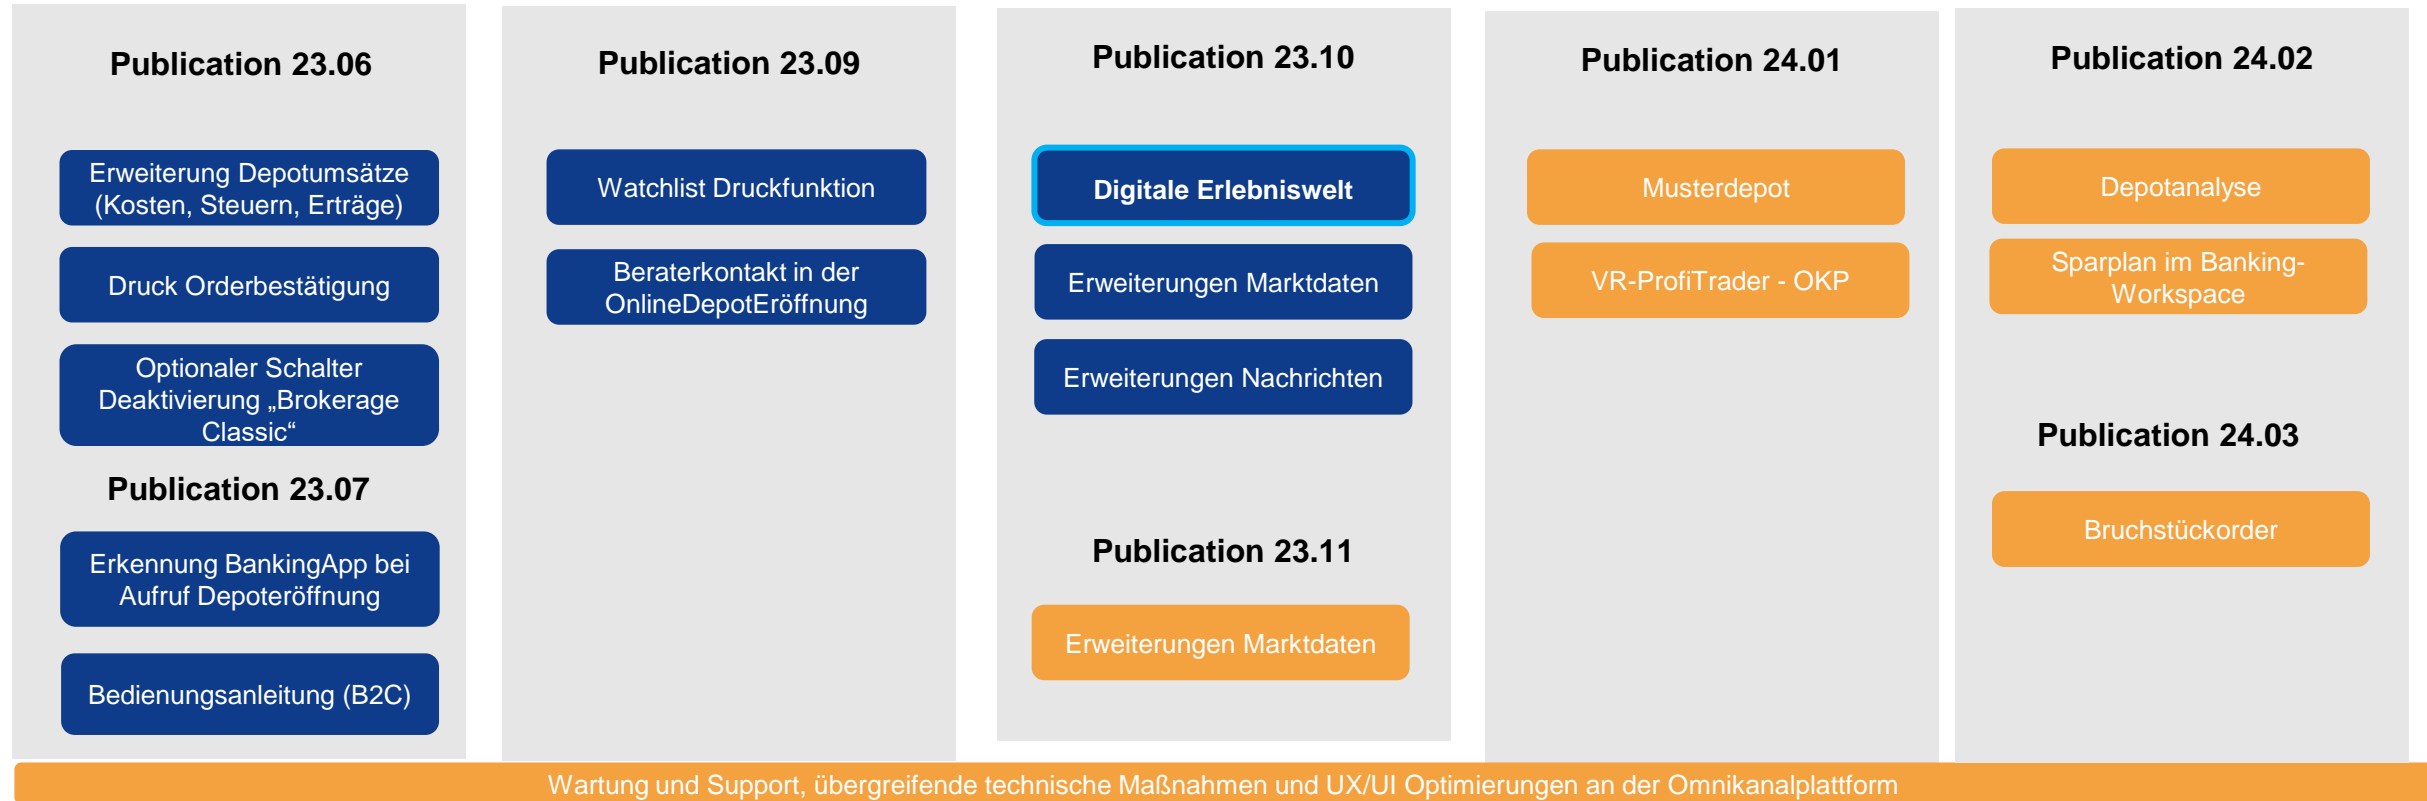 Publication 23.06
Erweiterung Depotumsätze
(Kosten, Steuern, Erträge)
Druck Orderbestätigung
Optionaler Schalter
Deaktivierung „Brokerage
Classic“
Publication 23.07
Erkennung BankingApp bei
Aufruf Depoteröffnung
Bedienungsanleitung (B2C)
Publication 23.09
Watchlist Druckfunktion
Beraterkontakt in der
OnlineDepotEröffnung
Publication 23.10
Digitale Erlebniswelt
Erweiterungen Marktdaten
Erweiterungen Nachrichten
Publication 23.11
Erweiterungen Marktdaten
Publication 24.01
Musterdepot
VR-ProfiTrader - OKP
Publication 24.02
Depotanalyse
Sparplan im Banking-
Workspace
Publication 24.03
Bruchstückorder
Wartung und Support, übergreifende technische Maßnahmen und UX/UI Optimierungen an der Omnikanalplattform